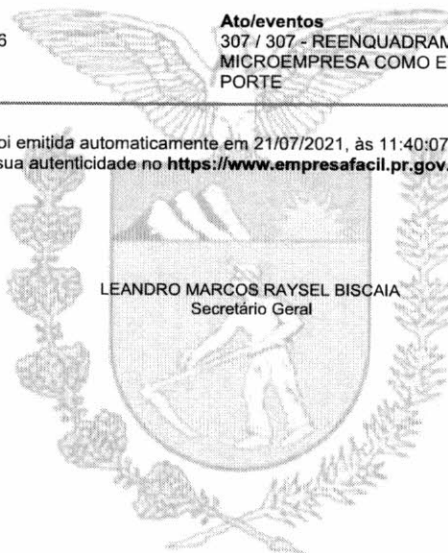 6
Ato/eventos
307 / 307 - REENQUADRAM
MICROEMPRESA COMO E
PORTE
oi emitida automaticamente em 21/07/2021, às 11:40:07
sua autenticidade no https://www.empresafacil.pr.gov.
LEANDRO MARCOS RAYSEL BISCAIA
Secretário Geral